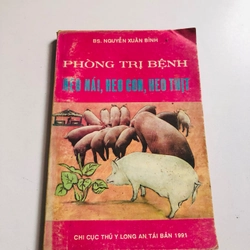 BS. NGUYỄN XUÂN BÌNH
PHÒNG TRỊ BỆNH
HEO NÁI, HEO CON, HEO THỊT
CHI CỤC THÚ Y LONG AN, TÁI BẢN 1991